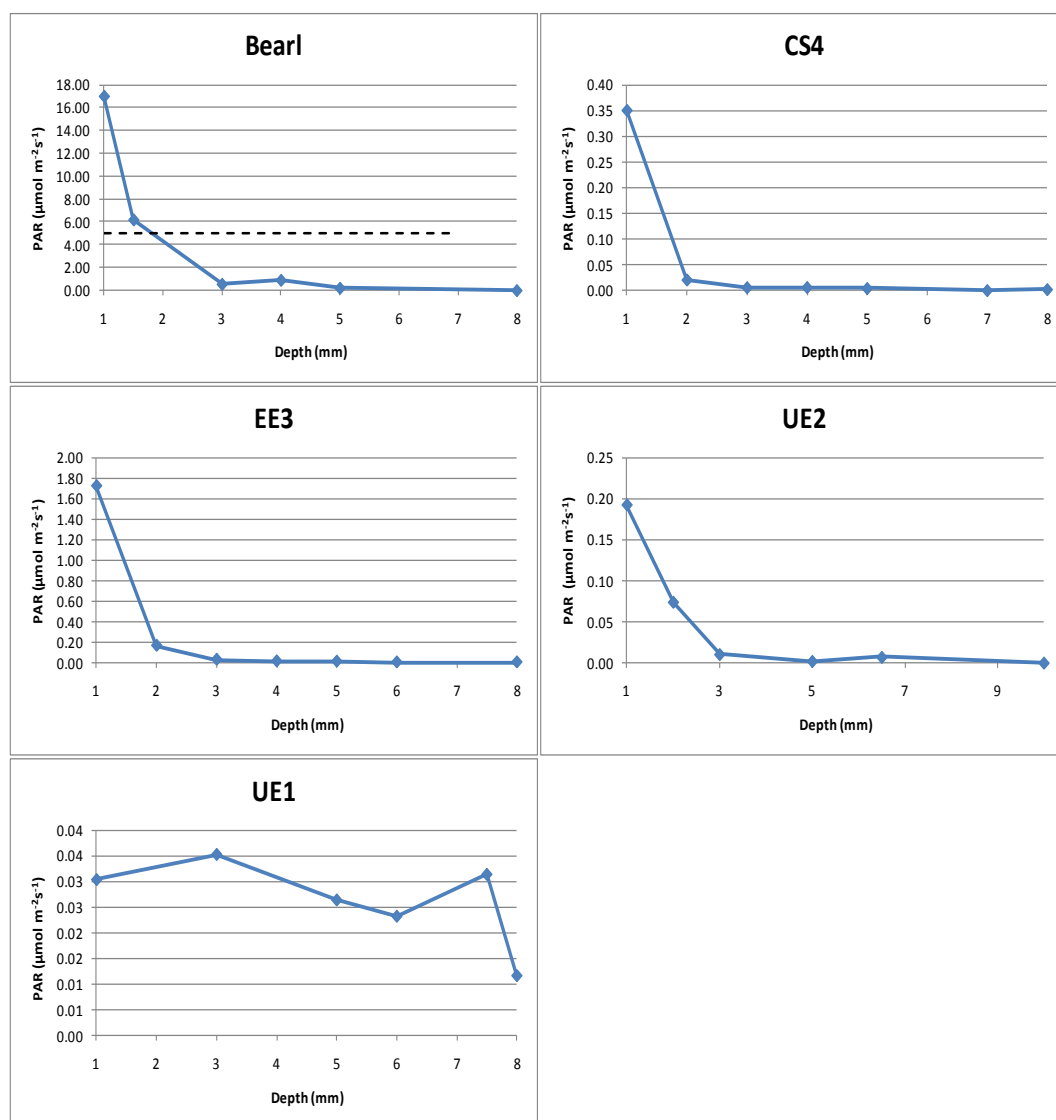 Bearl
18.00
16.00
14.00
12.00
10.00
8.00
6.00
4.00
2.00
0.00
PAR (µmol m⁻²s⁻¹)
1 2 3 4 5 6 7 8
Depth (mm)
CS4
0.40
0.35
0.30
0.25
0.20
0.15
0.10
0.05
0.00
PAR (µmol m⁻²s⁻¹)
1 2 3 4 5 6 7 8
Depth (mm)
EE3
2.00
1.80
1.60
1.40
1.20
1.00
0.80
0.60
0.40
0.20
0.00
PAR (µmol m⁻²s⁻¹)
1 2 3 4 5 6 7 8
Depth (mm)
UE2
0.25
0.20
0.15
0.10
0.05
0.00
PAR (µmol m⁻²s⁻¹)
1 3 5 7 9
Depth (mm)
UE1
0.04
0.04
0.03
0.03
0.02
0.02
0.01
0.01
0.00
PAR (µmol m⁻²s⁻¹)
1 2 3 4 5 6 7 8
Depth (mm)